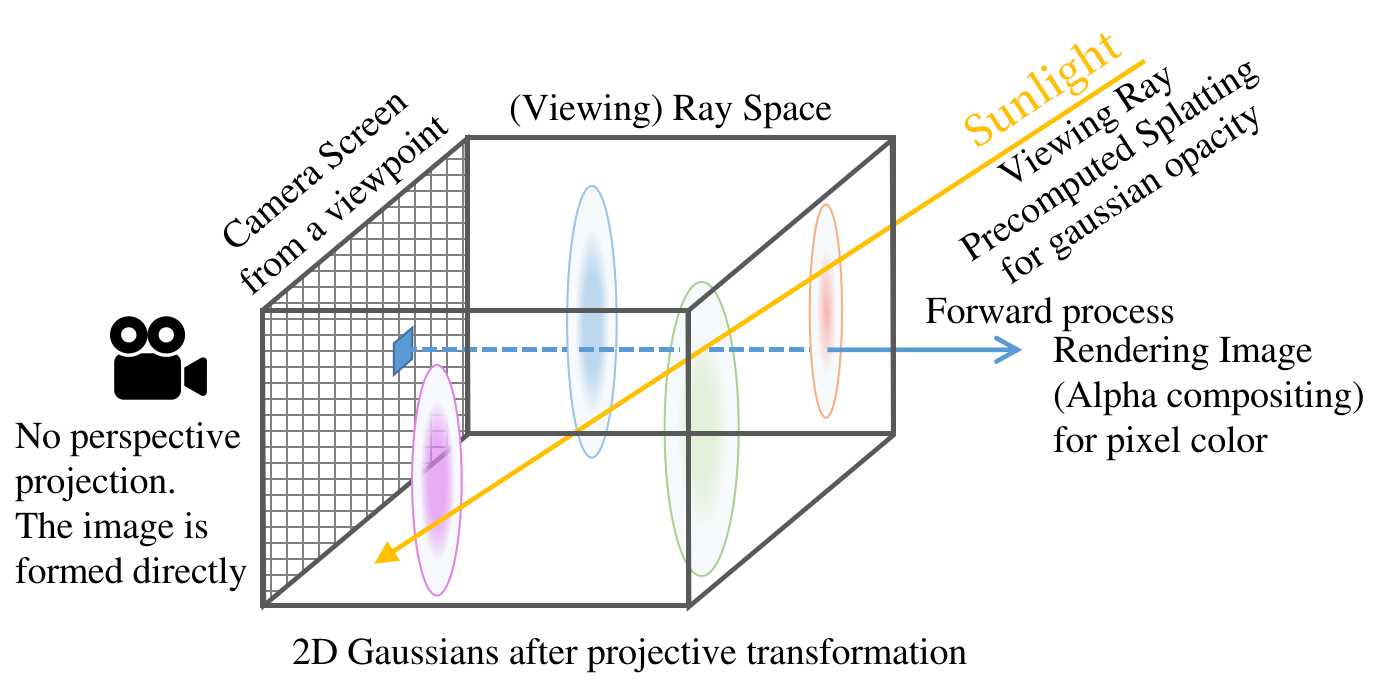 (Viewing) Ray Space
Camera Screen
from a viewpoint
Sunlight
Viewing Ray
Precomputed Splatting
for gaussian opacity
Forward process
Rendering Image
(Alpha compositing)
for pixel color
No perspective
projection.
The image is
formed directly
2D Gaussians after projective transformation